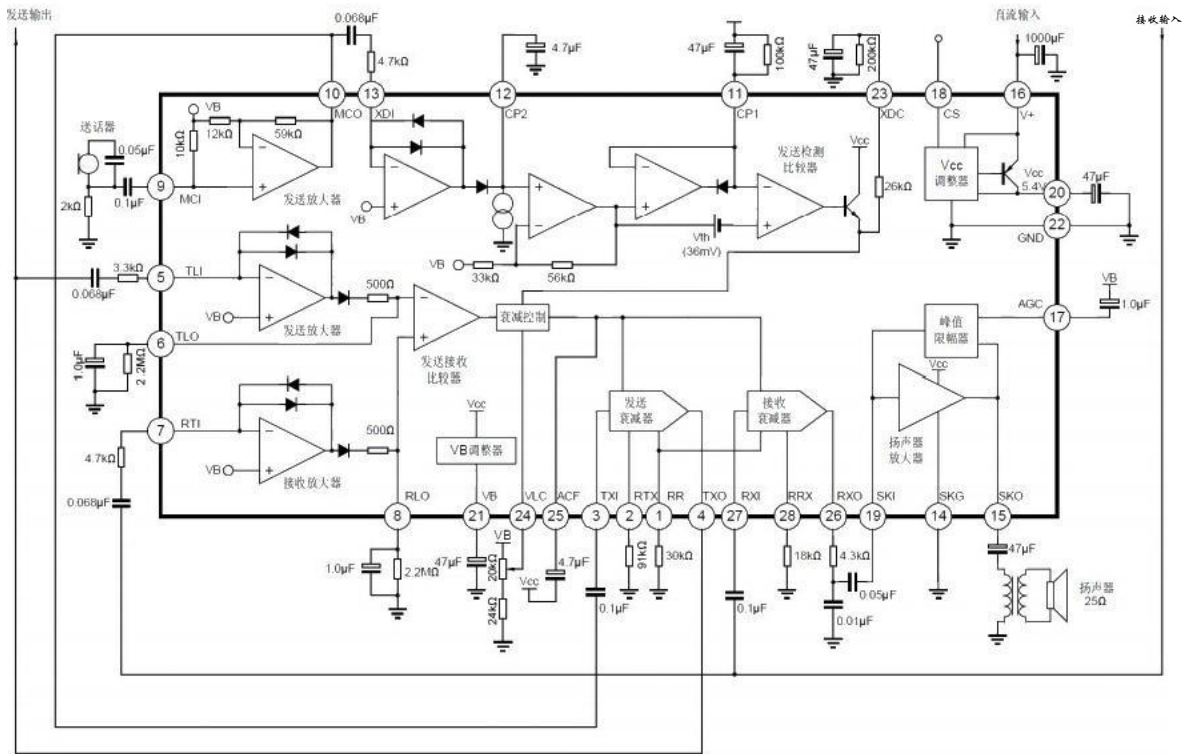 发送输出
直流输入
接收输入
0.068μF
4.7kΩ
4.7μF
47μF
100kΩ
47μF
200kΩ
1000μF
10
13
12
11
23
18
16
MCO
XDI
CP2
CP1
XDC
CS
V+
送话器
VB
12kΩ
59kΩ
10kΩ
0.05μF
9
MCI
0.1μF
2kΩ
发送放大器
VB
VB
33kΩ
56kΩ
Vth
(36mV)
发送检测
比较器
Vcc
26kΩ
Vcc
调整器
Vcc
5.4V
20
47μF
22
GND
3.3kΩ
0.068μF
5
TLI
VB
发送放大器
500Ω
6
TLO
1.0μF
2.2MΩ
发送接收
比较器
衰减控制
VB
AGC
17
1.0μF
峰值
限幅器
Vcc
扬声器
放大器
7
RTI
4.7kΩ
0.068μF
VB
接收放大器
500Ω
Vcc
VB调整器
发送
衰减器
接收
衰减器
RLO
VB
VLC
ACF
TXI
RTX
RR
TXO
RXI
RRX
RXO
SKI
SKG
SKO
8
21
24
25
3
2
1
4
27
28
26
19
14
15
1.0μF
2.2MΩ
47μF
VB
20kΩ
24kΩ
Vcc
4.7μF
0.1μF
91kΩ
30kΩ
0.1μF
18kΩ
4.3kΩ
0.05μF
0.01μF
47μF
扬声器
25Ω